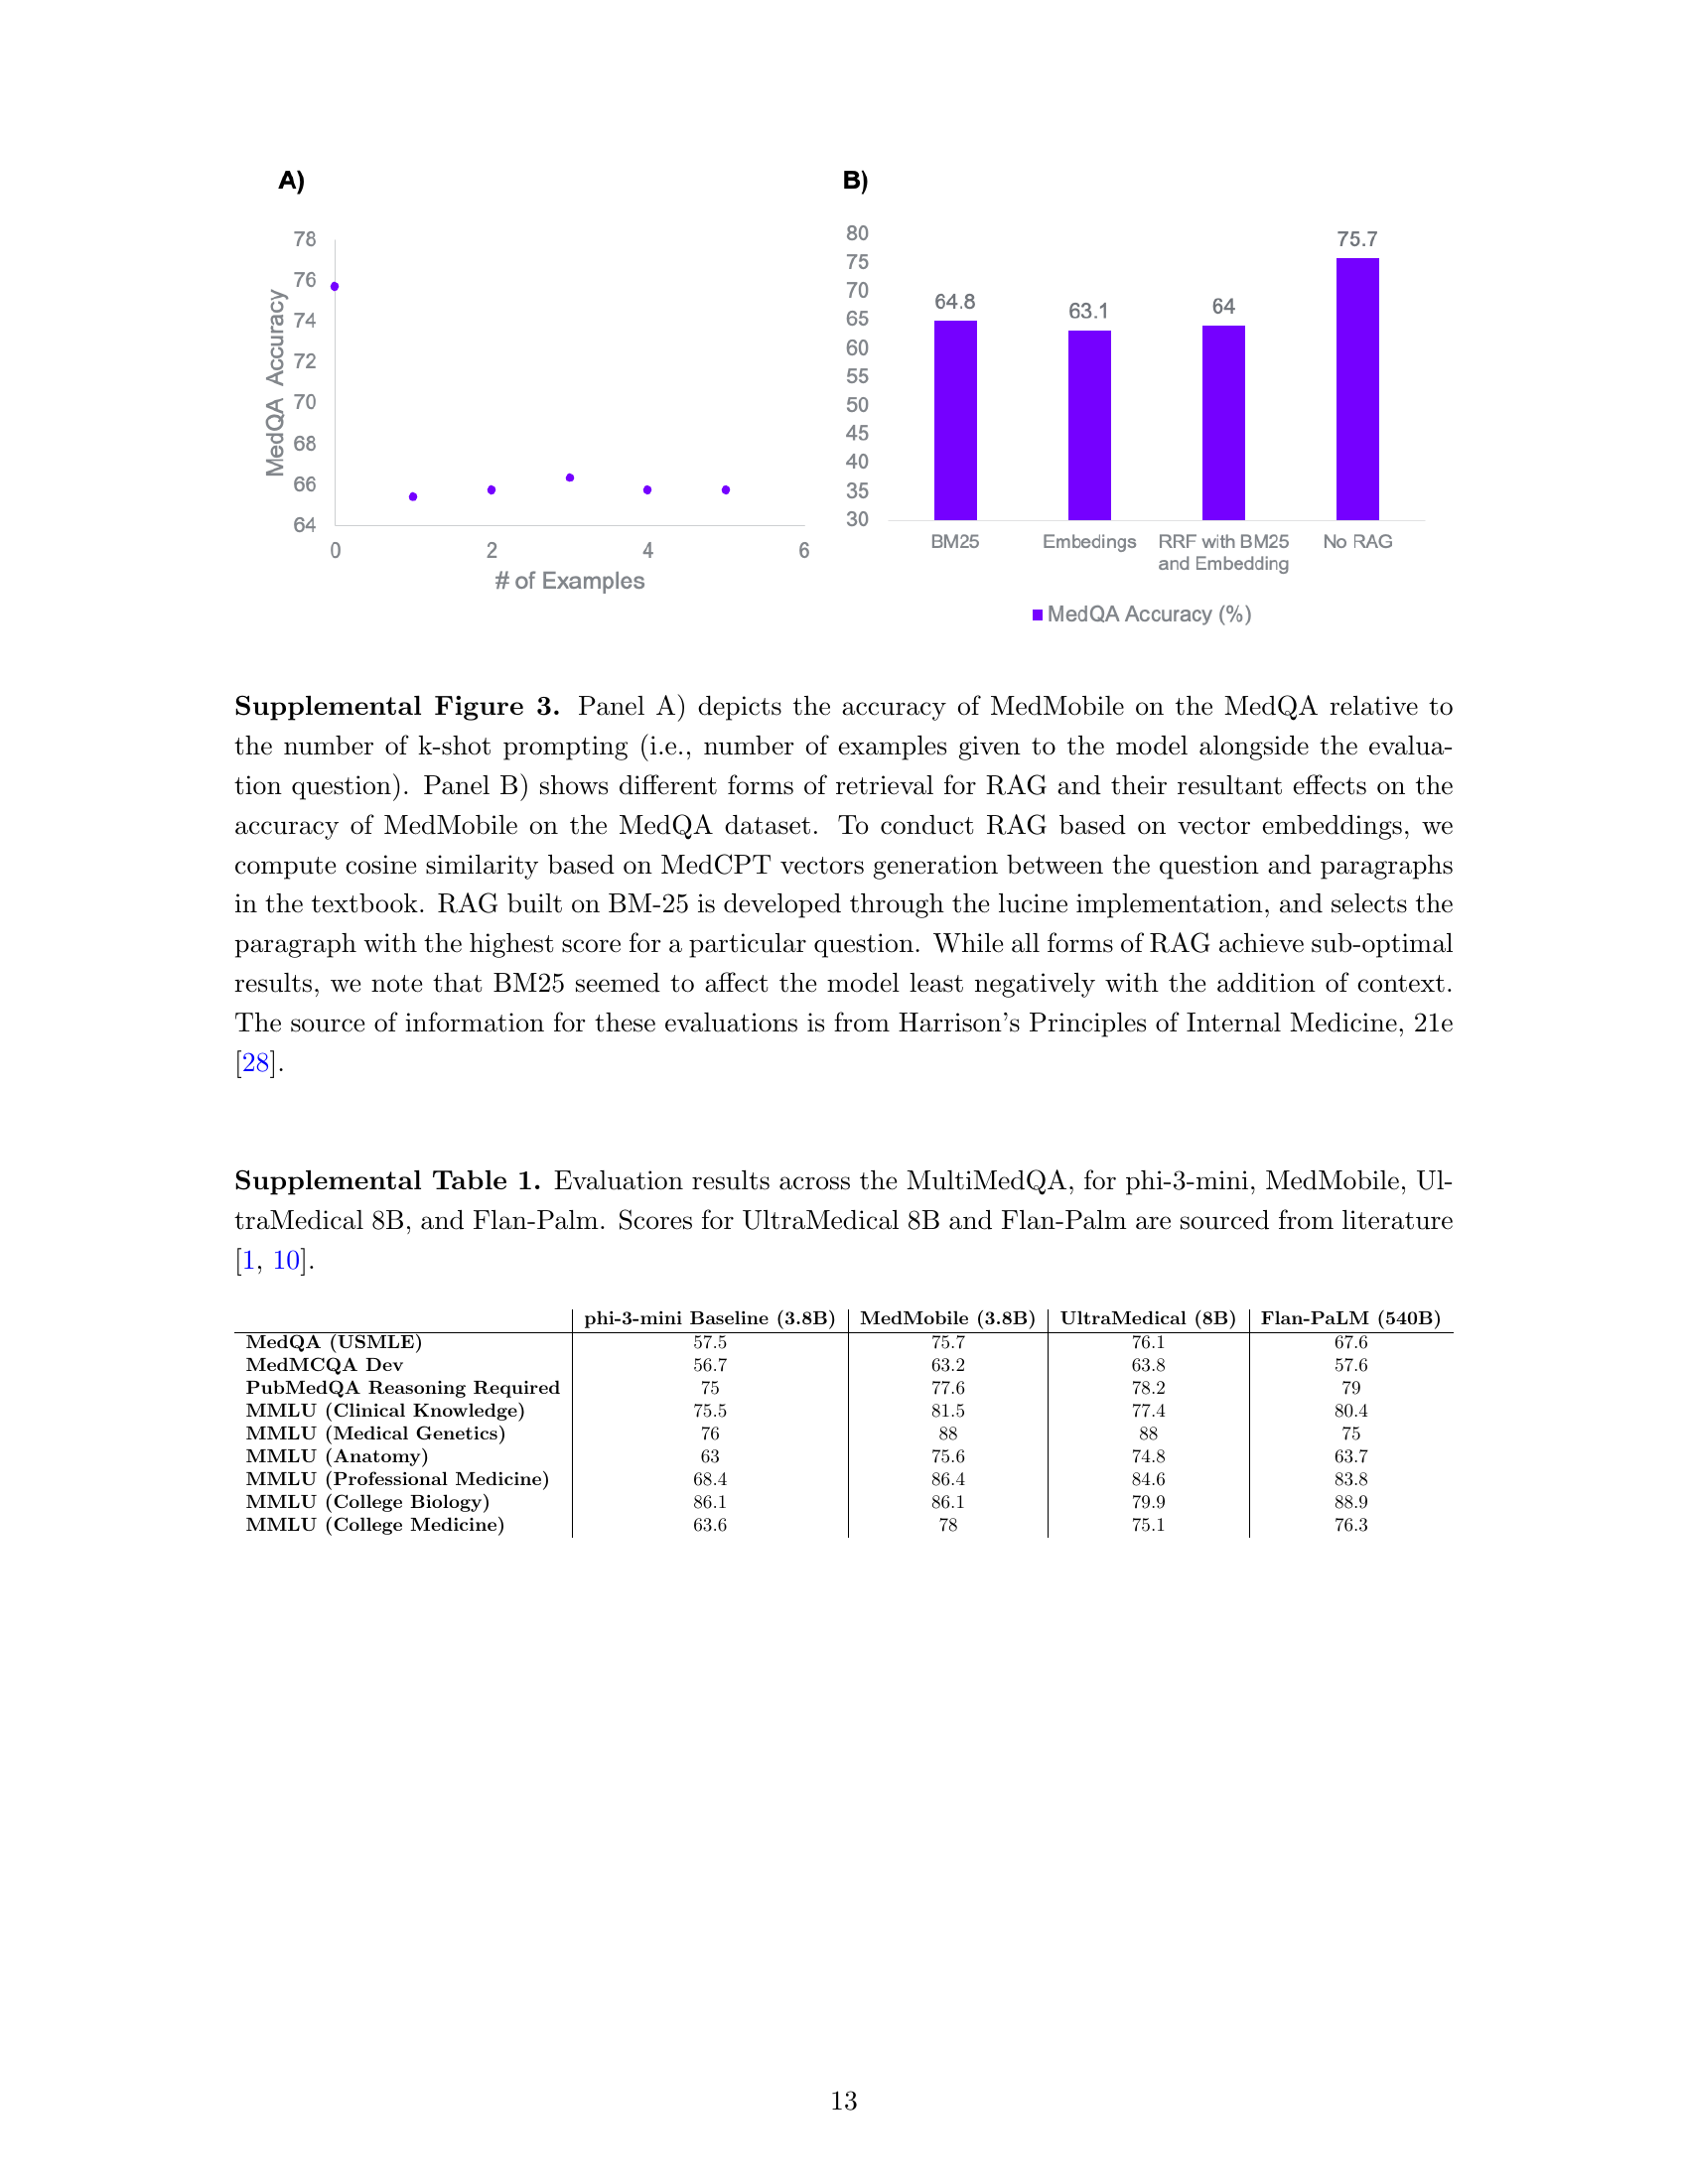 A)
78
76
74
72
70
68
66
64
MedQA Accuracy
0 2 4 6
# of Examples
B)
80
75
70
65
60
55
50
45
40
35
30
64.8
63.1
64
75.7
BM25 Embedings RRF with BM25 No RAG
and Embedding
MedQA Accuracy (%)
Supplemental Figure 3. Panel A) depicts the accuracy of MedMobile on the MedQA relative to
the number of k-shot prompting (i.e., number of examples given to the model alongside the evalua-
tion question). Panel B) shows different forms of retrieval for RAG and their resultant effects on the
accuracy of MedMobile on the MedQA dataset. To conduct RAG based on vector embeddings, we
compute cosine similarity based on MedCPT vectors generation between the question and paragraphs
in the textbook. RAG built on BM-25 is developed through the lucine implementation, and selects the
paragraph with the highest score for a particular question. While all forms of RAG achieve sub-optimal
results, we note that BM25 seemed to affect the model least negatively with the addition of context.
The source of information for these evaluations is from Harrison's Principles of Internal Medicine, 21e
[28].
Supplemental Table 1. Evaluation results across the MultiMedQA, for phi-3-mini, MedMobile, Ul-
traMedical 8B, and Flan-Palm. Scores for UltraMedical 8B and Flan-Palm are sourced from literature
[1, 10].
phi-3-mini Baseline (3.8B) MedMobile (3.8B) UltraMedical (8B) Flan-PaLM (540B)
MedQA (USMLE) 57.5 75.7 76.1 67.6
MedMCQA Dev 56.7 63.2 63.8 57.6
PubMedQA Reasoning Required 75 77.6 78.2 79
MMLU (Clinical Knowledge) 75.5 81.5 77.4 80.4
MMLU (Medical Genetics) 76 88 88 75
MMLU (Anatomy) 63 75.6 74.8 63.7
MMLU (Professional Medicine) 68.4 86.4 84.6 83.8
MMLU (College Biology) 86.1 86.1 79.9 88.9
MMLU (College Medicine) 63.6 78 75.1 76.3
13